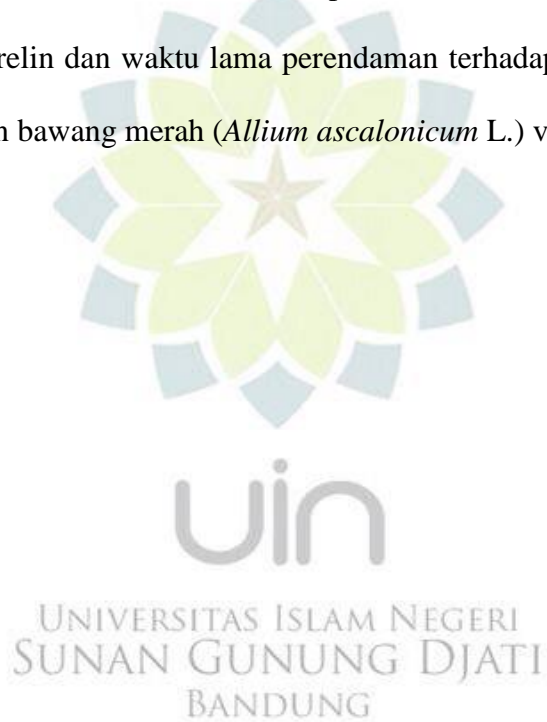 relin dan waktu lama perendaman terhadap
bawang merah (Allium ascalonicum L.) v
uin
UNIVERSITAS ISLAM NEGERI
SUNAN GUNUNG DJATI
BANDUNG